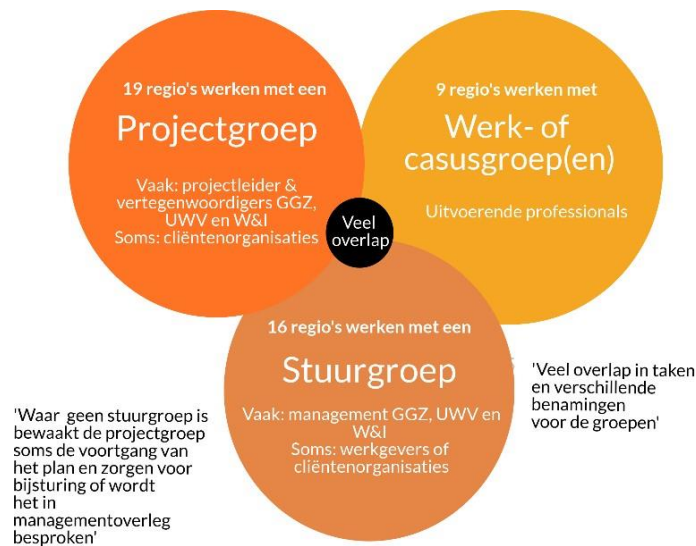 19 regio's werken met een
Projectgroep
Vaak: projectleider &
vertegenwoordigers GGZ,
UWV en W&I
Soms: cliëntenorganisaties
9 regio's werken met
Werk- of
casusgroep(en)
Uitvoerende professionals
Veel
overlap
16 regio's werken met een
Stuurgroep
Vaak: management GGZ, UWV en
W&I
Soms: werkgevers of
cliëntenorganisaties
'Veel overlap in taken
en verschillende
benamingen
voor de groepen'
'Waar geen stuurgroep is
bewaakt de projectgroep
soms de voortgang van
het plan en zorgen voor
bijsturing of wordt
het in
managementoverleg
besproken'